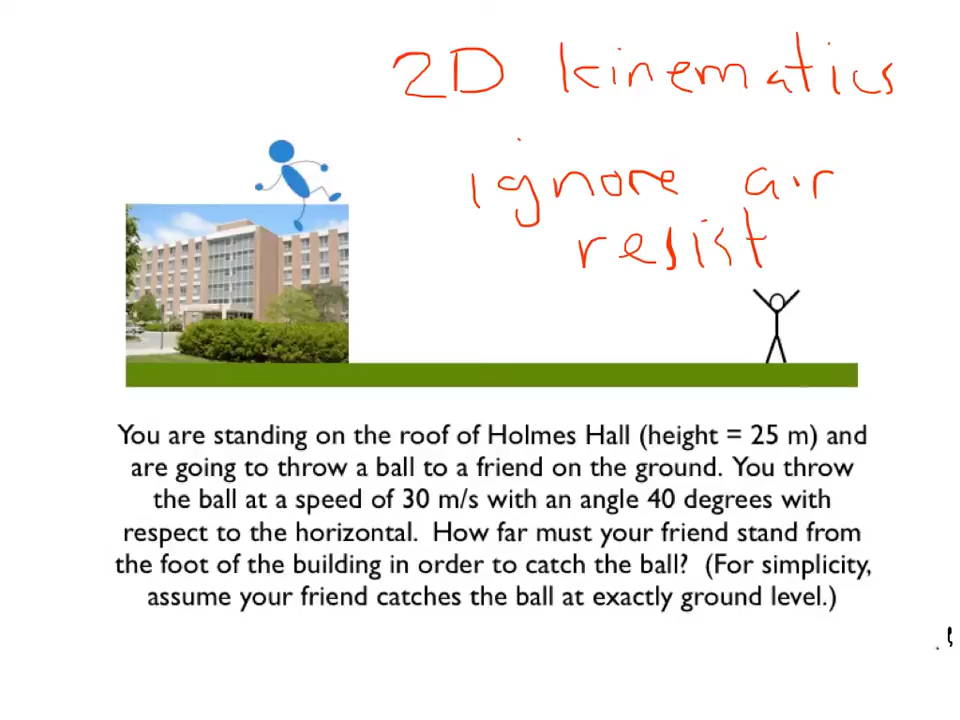 2D kinematics
ignore air
resist
You are standing on the roof of Holmes Hall (height = 25 m) and
are going to throw a ball to a friend on the ground. You throw
the ball at a speed of 30 m/s with an angle 40 degrees with
respect to the horizontal. How far must your friend stand from
the foot of the building in order to catch the ball? (For simplicity,
assume your friend catches the ball at exactly ground level.)